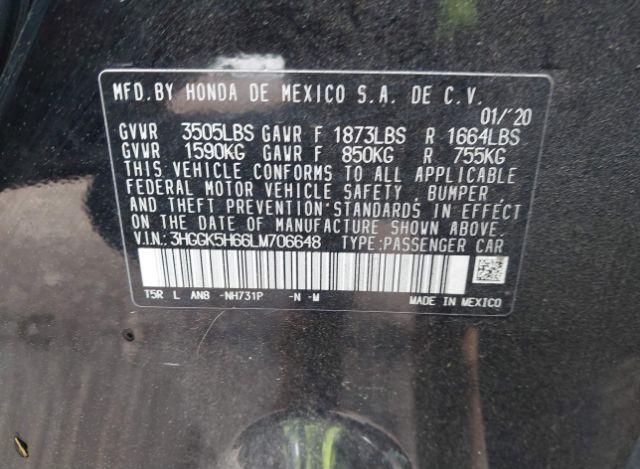 MFD.BY HONDA DE MEXICO S.A. DE C.V.
01/'20
GVWR 3505LBS GAWR F 1873LBS R 1664LBS
GVWR 1590KG GAWR F 850KG R 755KG
THIS VEHICLE CONFORMS TO ALL APPLICABLE
FEDERAL MOTOR VEHICLE SAFETY, BUMPER,
AND THEFT PREVENTION STANDARDS IN EFFECT
ON THE DATE OF MANUFACTURE SHOWN ABOVE.
V.I.N.: 3HGGK5H66LM706648 TYPE:PASSENGER CAR
T5R L AN8 -NH731P -N -M
MADE IN MEXICO